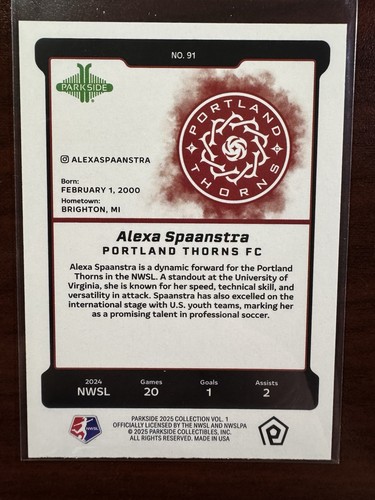 NO. 91
PARKSIDE
PORTLAND THORNS
ALEXASPAANSTRA
Born:
FEBRUARY 1, 2000
Hometown:
BRIGHTON, MI
Alexa Spaanstra
PORTLAND THORNS FC
Alexa Spaanstra is a dynamic forward for the Portland
Thorns in the NWSL. A standout at the University of
Virginia, she is known for her speed, technical skill, and
versatility in attack. Spaanstra has also excelled on the
international stage with U.S. youth teams, marking her
as a promising talent in professional soccer.
2024 Games Goals Assists
NWSL 20 1 2
PARKSIDE 2025 COLLECTION VOL. 1
OFFICIALLY LICENSED BY THE NWSL AND NWSLPA
© 2025 PARKSIDE COLLECTIBLES, INC.
ALL RIGHTS RESERVED. MADE IN USA
NWSL